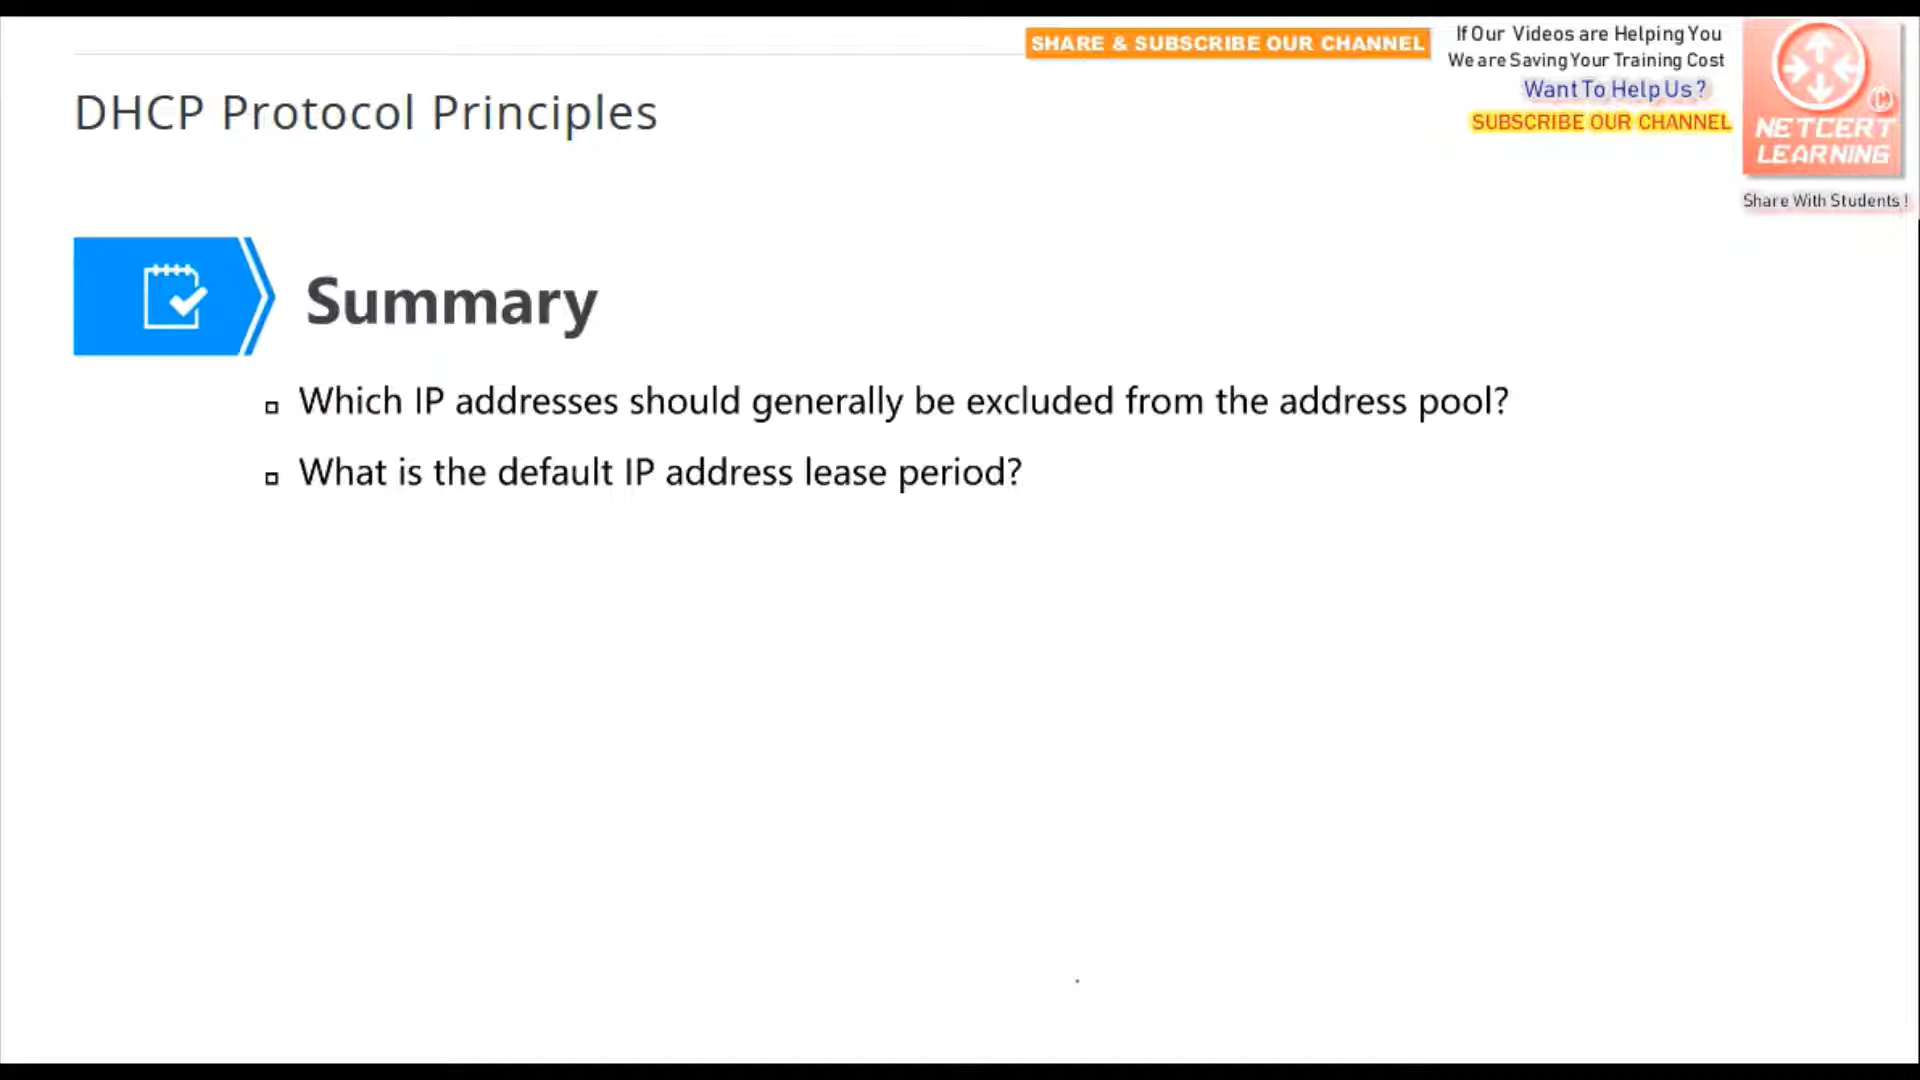 SHARE & SUBSCRIBE OUR CHANNEL
If Our Videos are Helping You
We are Saving Your Training Cost
Want To Help Us ?
SUBSCRIBE OUR CHANNEL
C
NETCERT
LEARNING
Share With Students !
DHCP Protocol Principles
Summary
Which IP addresses should generally be excluded from the address pool?
What is the default IP address lease period?